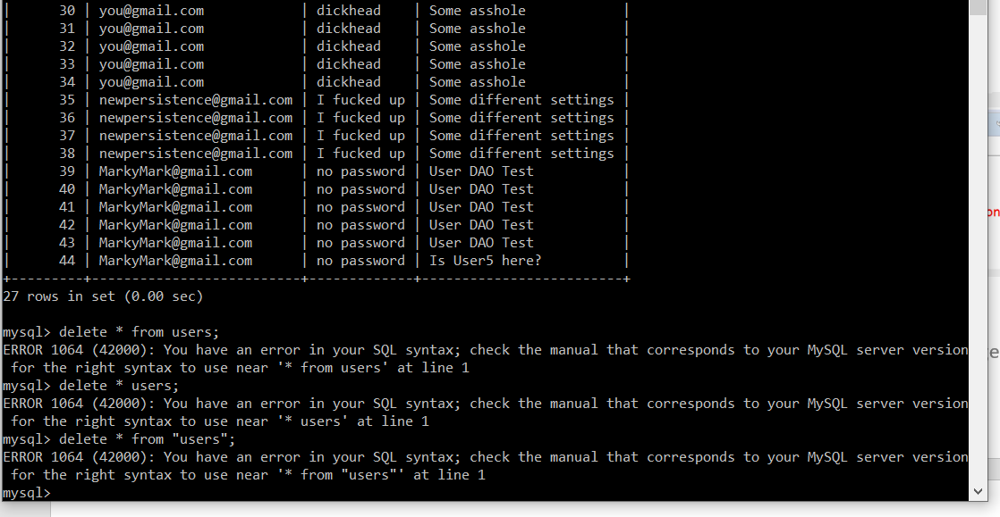 | 30 | you@gmail.com | dickhead | Some asshole |
| 31 | you@gmail.com | dickhead | Some asshole |
| 32 | you@gmail.com | dickhead | Some asshole |
| 33 | you@gmail.com | dickhead | Some asshole |
| 34 | you@gmail.com | dickhead | Some asshole |
| 35 | newpersistence@gmail.com | I fucked up | Some different settings |
| 36 | newpersistence@gmail.com | I fucked up | Some different settings |
| 37 | newpersistence@gmail.com | I fucked up | Some different settings |
| 38 | newpersistence@gmail.com | I fucked up | Some different settings |
| 39 | MarkyMark@gmail.com | no password | User DAO Test |
| 40 | MarkyMark@gmail.com | no password | User DAO Test |
| 41 | MarkyMark@gmail.com | no password | User DAO Test |
| 42 | MarkyMark@gmail.com | no password | User DAO Test |
| 43 | MarkyMark@gmail.com | no password | User DAO Test |
| 44 | MarkyMark@gmail.com | no password | Is User5 here? |
+---------+--------------------------+-------------+-------------------------+
27 rows in set (0.00 sec)
mysql> delete * from users;
ERROR 1064 (42000): You have an error in your SQL syntax; check the manual that corresponds to your MySQL server version
for the right syntax to use near '* from users' at line 1
mysql> delete * users;
ERROR 1064 (42000): You have an error in your SQL syntax; check the manual that corresponds to your MySQL server version
for the right syntax to use near '* users' at line 1
mysql> delete * from "users";
ERROR 1064 (42000): You have an error in your SQL syntax; check the manual that corresponds to your MySQL server version
for the right syntax to use near '* from "users"' at line 1
mysql>